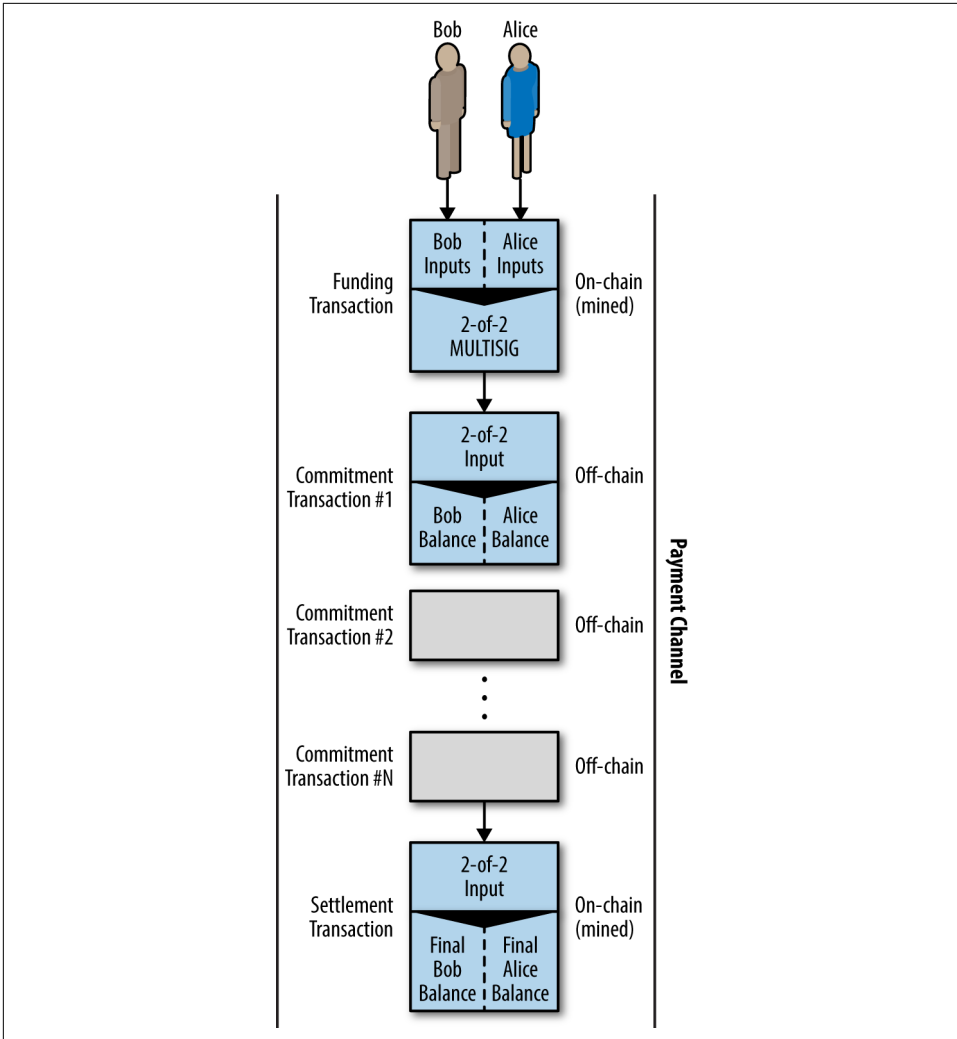 Bob Alice
Bob Alice
Inputs Inputs
Funding
Transaction
On-chain
(mined)
2-of-2
MULTISIG
2-of-2
Input
Commitment
Transaction #1
Off-chain
Bob Alice
Balance Balance
Payment Channel
Commitment
Transaction #2
Off-chain
Commitment
Transaction #N
Off-chain
2-of-2
Input
Settlement
Transaction
On-chain
(mined)
Final Final
Bob Alice
Balance Balance